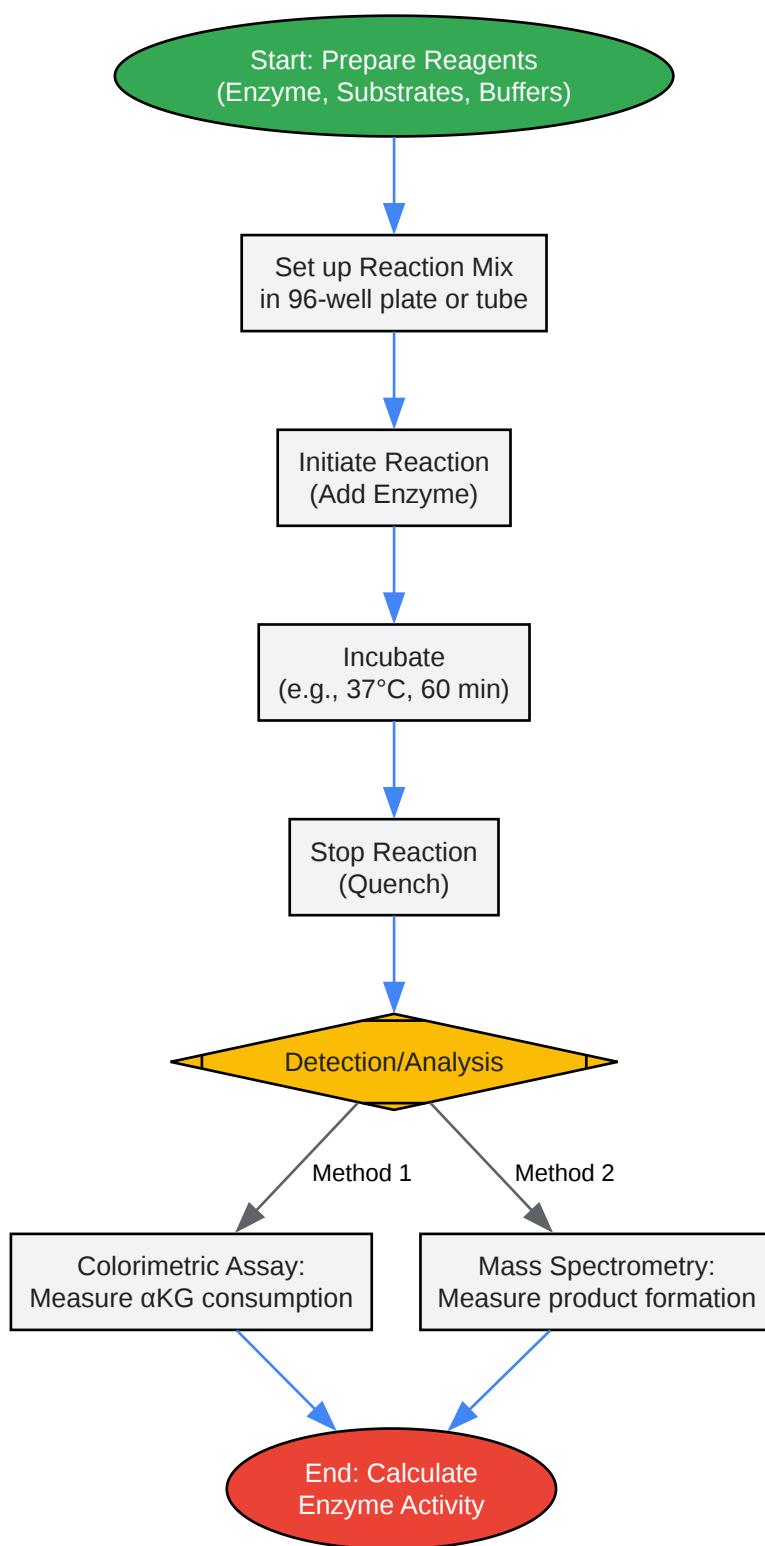 Start: Prepare Reagents
(Enzyme, Substrates, Buffers)
Set up Reaction Mix
in 96-well plate or tube
Initiate Reaction
(Add Enzyme)
Incubate
(e.g., 37°C, 60 min)
Stop Reaction
(Quench)
Detection/Analysis
Method 1
Method 2
Colorimetric Assay:
Measure αKG consumption
Mass Spectrometry:
Measure product formation
End: Calculate
Enzyme Activity